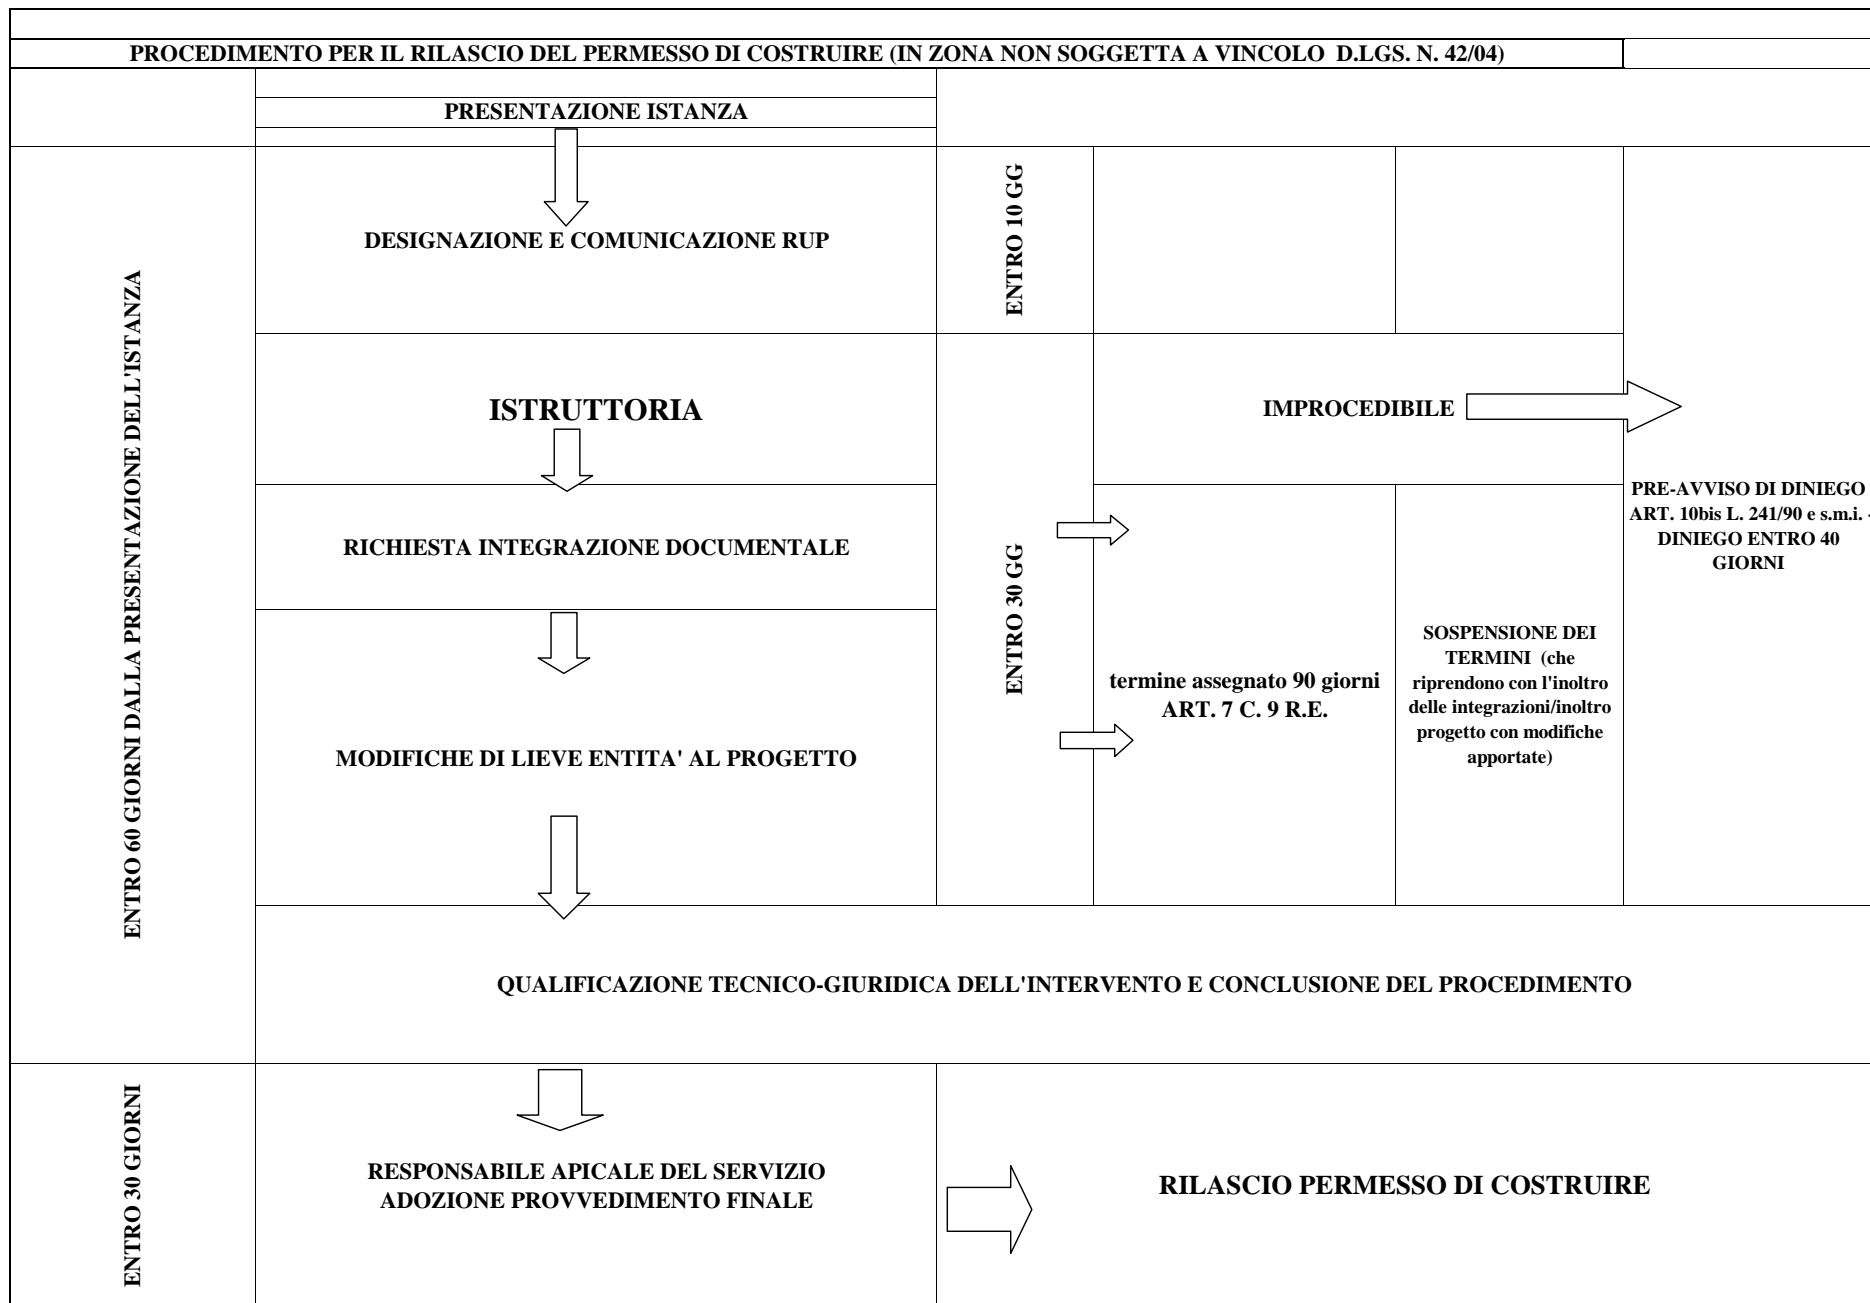 PROCEDIMENTO PER IL RILASCIO DEL PERMESSO DI COSTRUIRE (IN ZONA NON SOGGETTA A VINCOLO D.LGS. N. 42/04)
PRESENTAZIONE ISTANZA
ENTRO 60 GIORNI DALLA PRESENTAZIONE DELL'ISTANZA
DESIGNAZIONE E COMUNICAZIONE RUP
ENTRO 10 GG
ISTRUTTORIA
ENTRO 30 GG
IMPROCEDIBILE
PRE-AVVISO DI DINIEGO
ART. 10bis L. 241/90 e s.m.i. -
DINIEGO ENTRO 40
GIORNI
RICHIESTA INTEGRAZIONE DOCUMENTALE
MODIFICHE DI LIEVE ENTITA' AL PROGETTO
termine assegnato 90 giorni
ART. 7 C. 9 R.E.
SOSPENSIONE DEI
TERMINI (che
riprendono con l'inoltro
delle integrazioni/inoltro
progetto con modifiche
apportate)
QUALIFICAZIONE TECNICO-GIURIDICA DELL'INTERVENTO E CONCLUSIONE DEL PROCEDIMENTO
ENTRO 30 GIORNI
RESPONSABILE APICALE DEL SERVIZIO
ADOZIONE PROVVEDIMENTO FINALE
RILASCIO PERMESSO DI COSTRUIRE